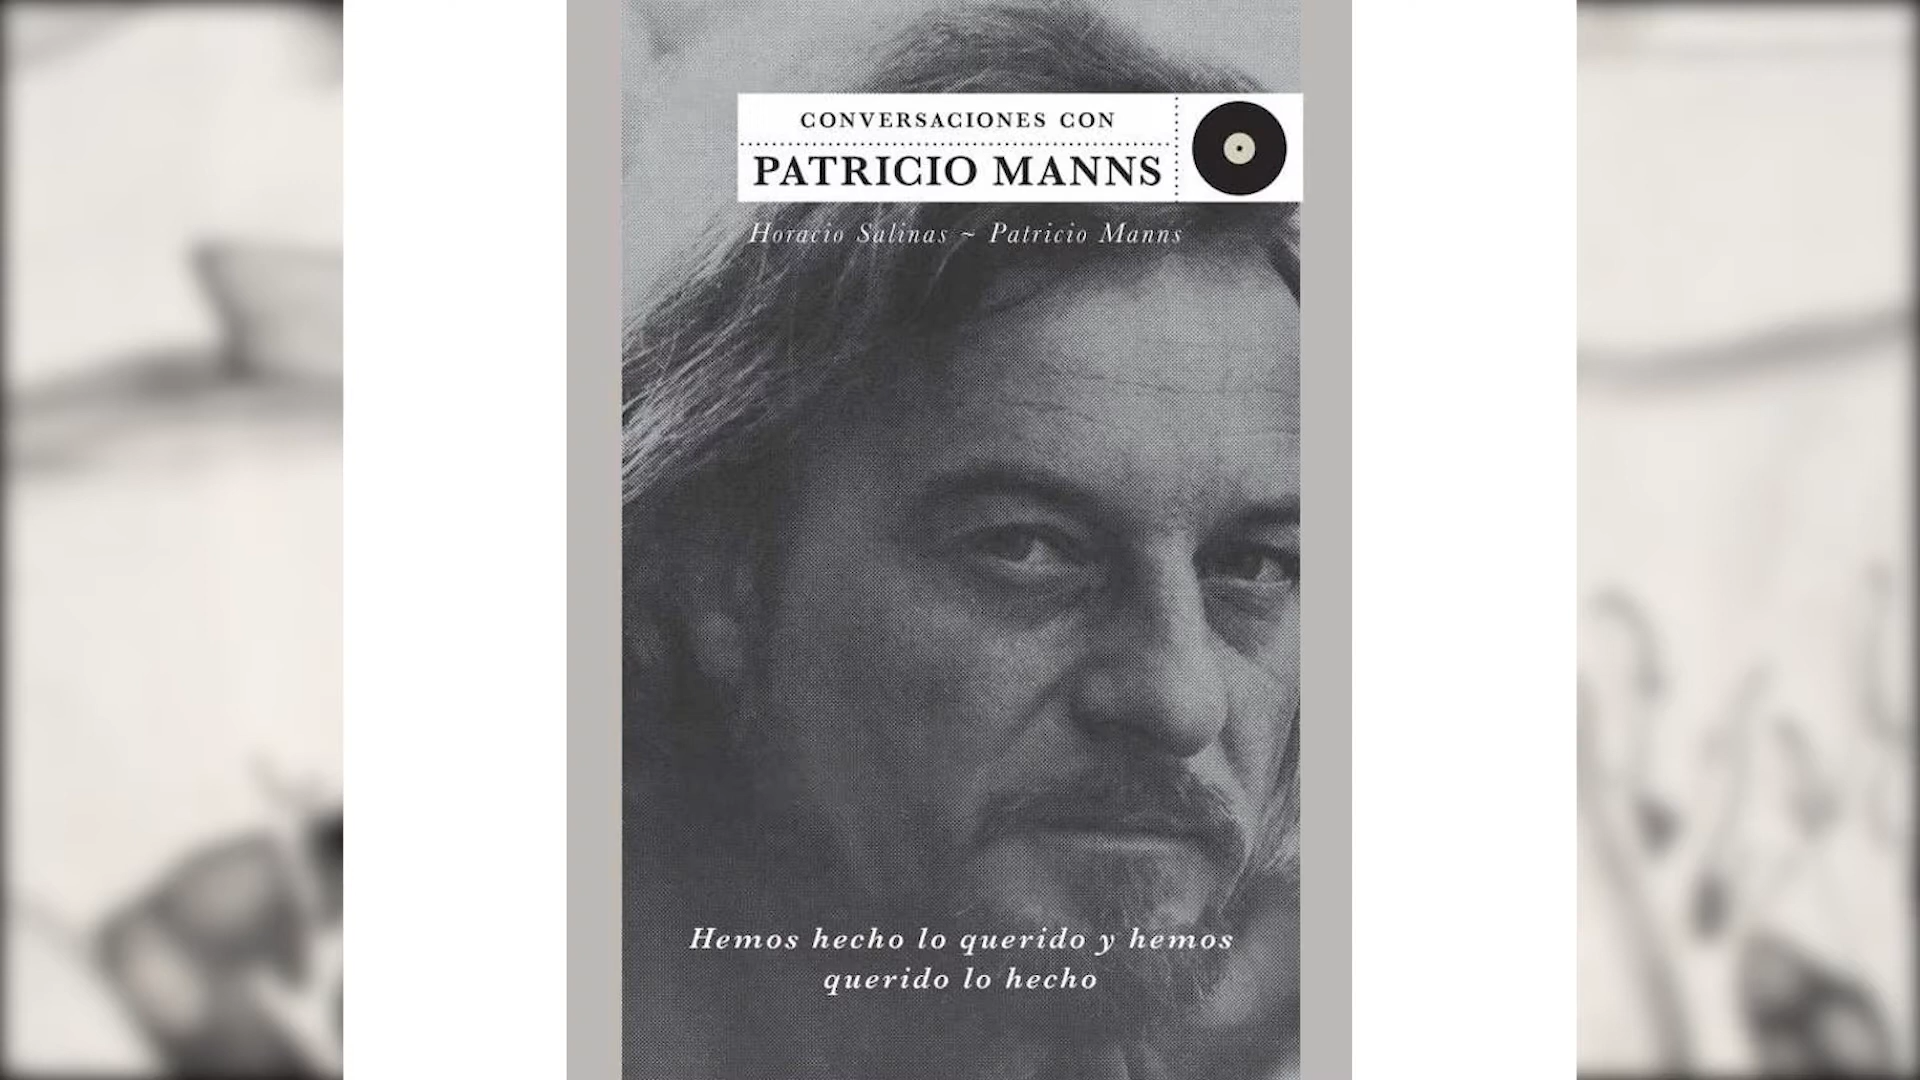 CONVERSACIONES CON
PATRICIO MANNS
Horacio Salinas ~ Patricio Manns
Hemos hecho lo querido y hemos
querido lo hecho